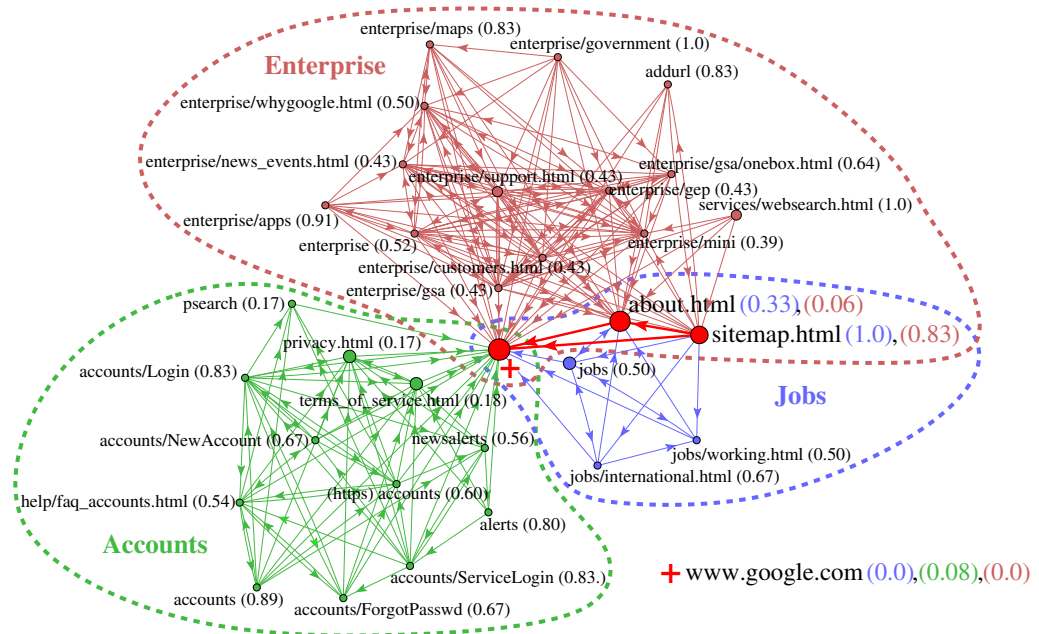 enterprise/maps (0.83)
enterprise/government (1.0)
Enterprise
addurl (0.83)
enterprise/whygoogle.html (0.50)
enterprise/news_events.html (0.43)
enterprise/gsa/onebox.html (0.64)
enterprise/support.html (0.43)
enterprise/gep (0.43)
services/websearch.html (1.0)
enterprise/apps (0.91)
enterprise (0.52)
enterprise/mini (0.39)
enterprise/customers.html (0.43)
enterprise/gsa (0.43)
psearch (0.17)
about.html (0.33),(0.06)
sitemap.html (1.0),(0.83)
privacy.html (0.17)
accounts/Login (0.83)
+
jobs (0.50)
Jobs
terms_of_service.html (0.18)
accounts/NewAccount (0.67)
newsalerts (0.56)
jobs/working.html (0.50)
jobs/international.html (0.67)
help/faq_accounts.html (0.54)
(https) accounts (0.60)
alerts (0.80)
Accounts
accounts/ServiceLogin (0.83.)
+ www.google.com (0.0),(0.08),(0.0)
accounts (0.89)
accounts/ForgotPasswd (0.67)